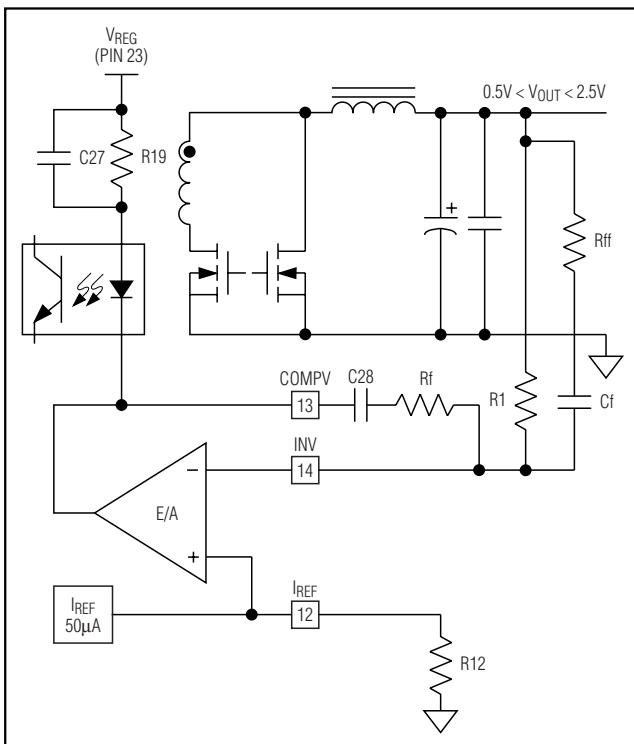 VREG
(PIN 23)
0.5V < VOUT < 2.5V
C27
R19
+
Rff
COMPV
C28
Rf
R1
Cf
13
INV
14
−
E/A
+
IREF
50µA
IREF
12
R12